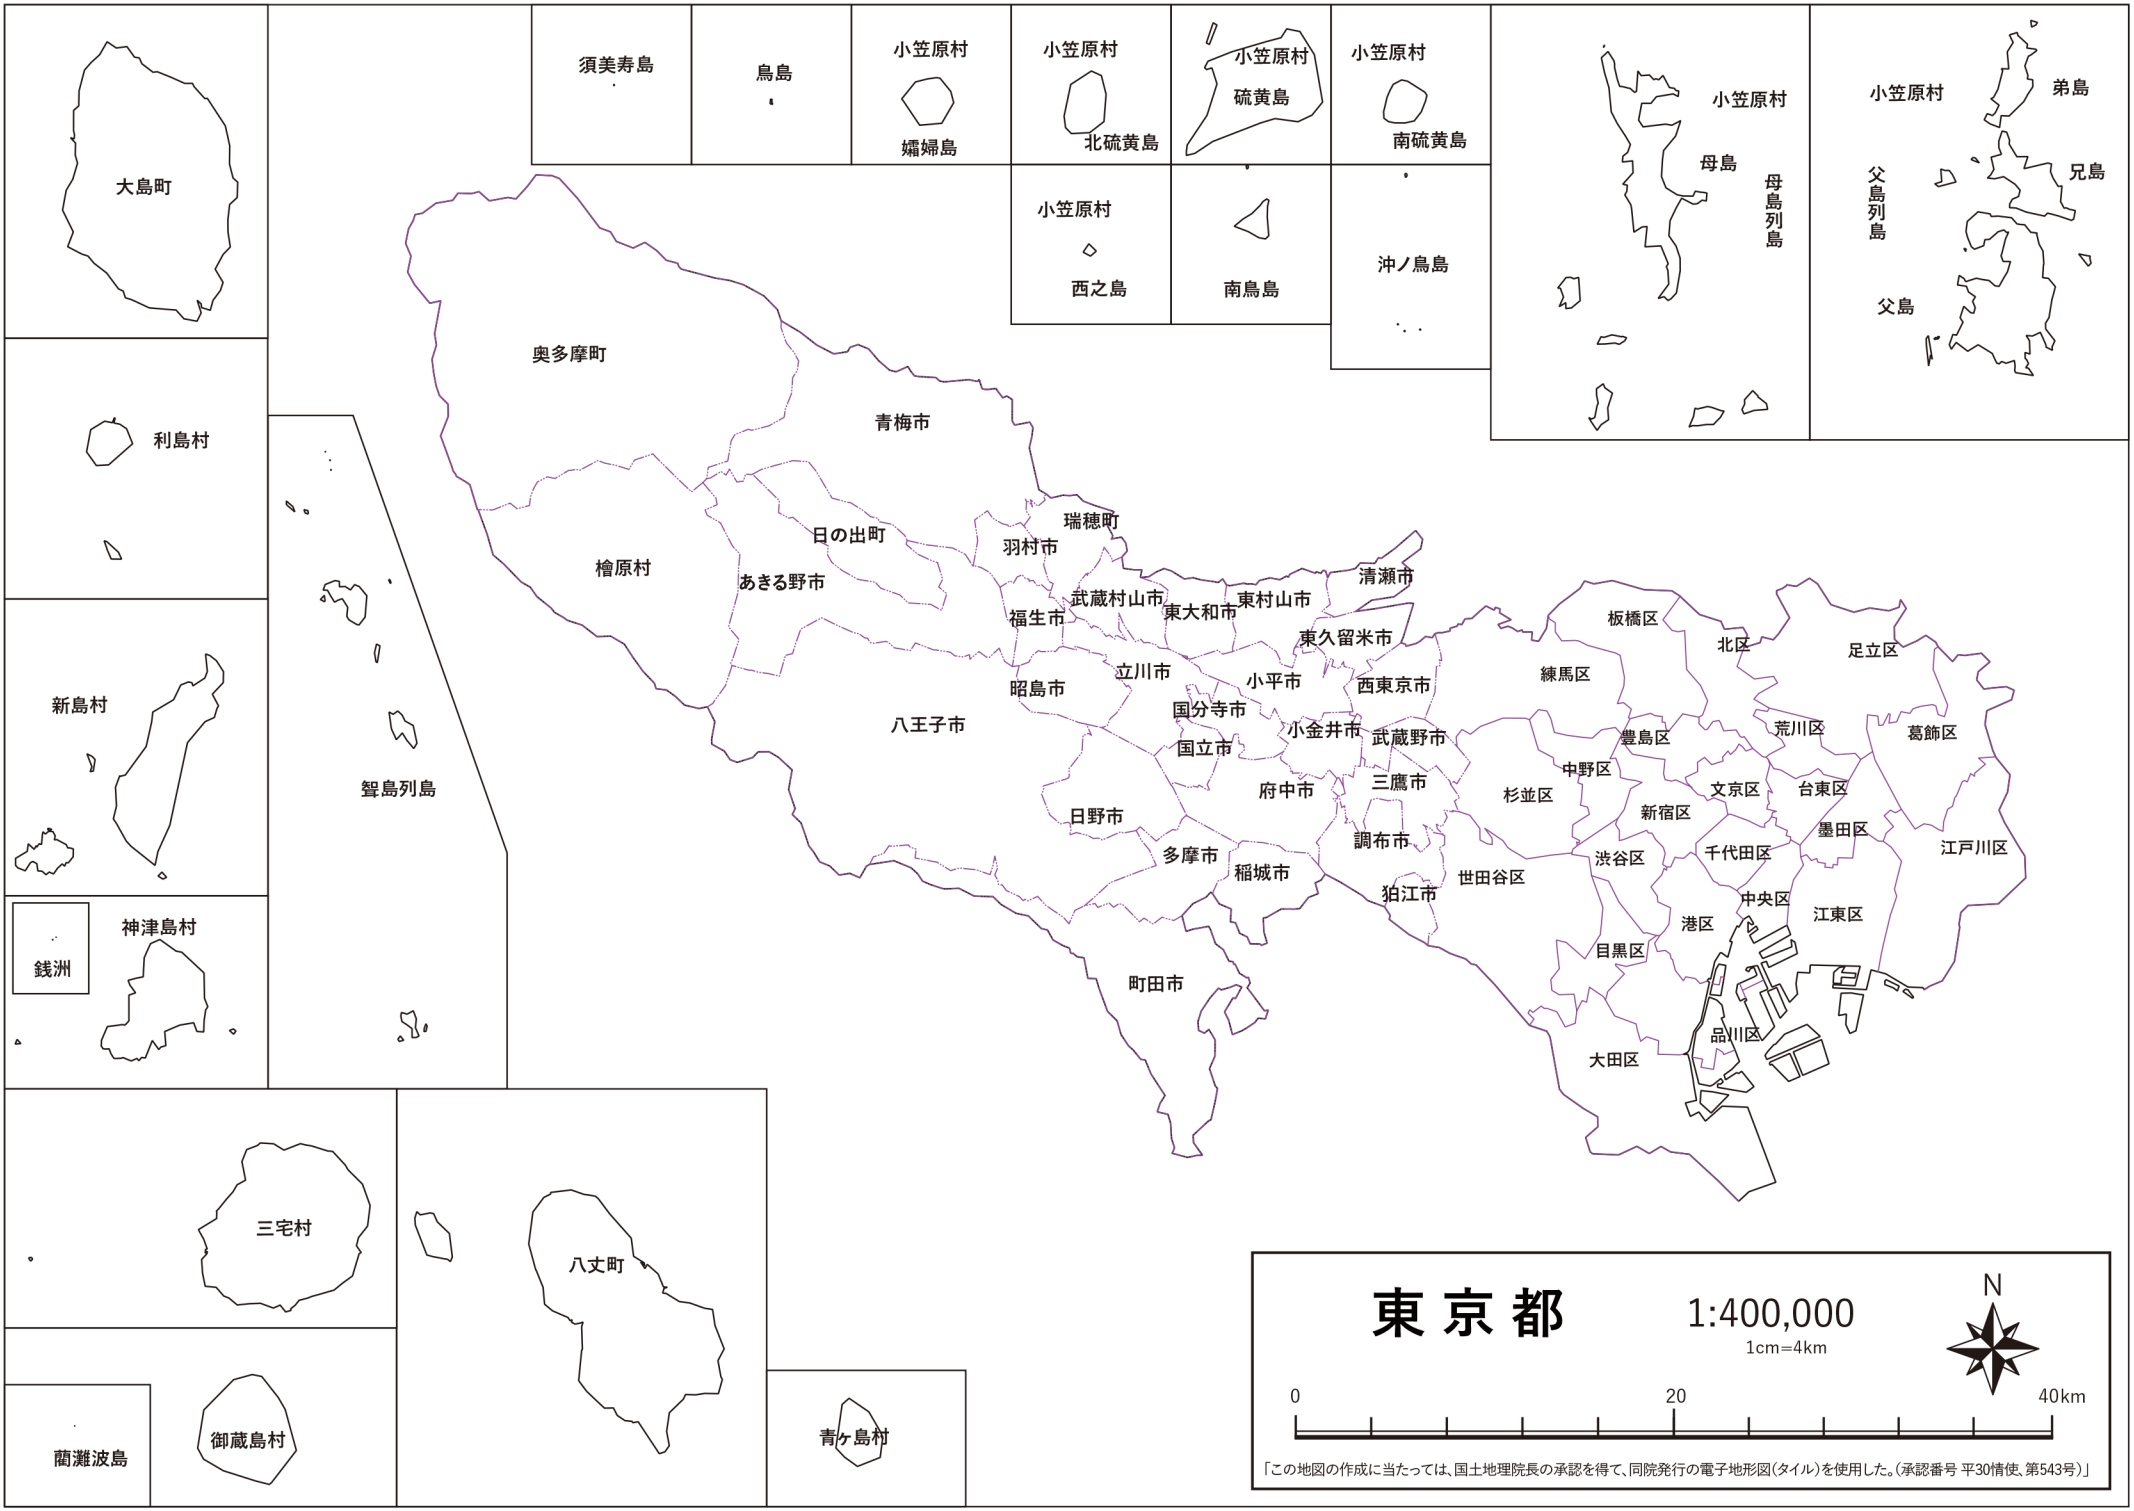 大島町
利島村
新島村
神津島村
銭洲
三宅村
御蔵島村
藺灘波島
八丈町
青ヶ島村
聟島列島
須美寿島
鳥島
小笠原村
孀婦島
小笠原村
北硫黄島
小笠原村
硫黄島
小笠原村
南硫黄島
小笠原村
西之島
南鳥島
沖ノ鳥島
小笠原村
母島
母島列島
小笠原村
弟島
兄島
父島列島
父島
奥多摩町
青梅市
檜原村
日の出町
あきる野市
瑞穂町
羽村市
福生市
武蔵村山市
東大和市
東村山市
清瀬市
東久留米市
昭島市
立川市
小平市
西東京市
八王子市
国分寺市
国立市
小金井市
武蔵野市
三鷹市
府中市
日野市
調布市
多摩市
稲城市
狛江市
町田市
板橋区
北区
足立区
練馬区
荒川区
葛飾区
豊島区
中野区
杉並区
文京区
台東区
新宿区
墨田区
江戸川区
渋谷区
千代田区
世田谷区
中央区
江東区
港区
目黒区
品川区
大田区
東京都
1:400,000
1cm=4km
N
0 20 40km
「この地図の作成に当たっては、国土地理院長の承認を得て、同院発行の電子地形図(タイル)を使用した。(承認番号 平30情使、第543号)」